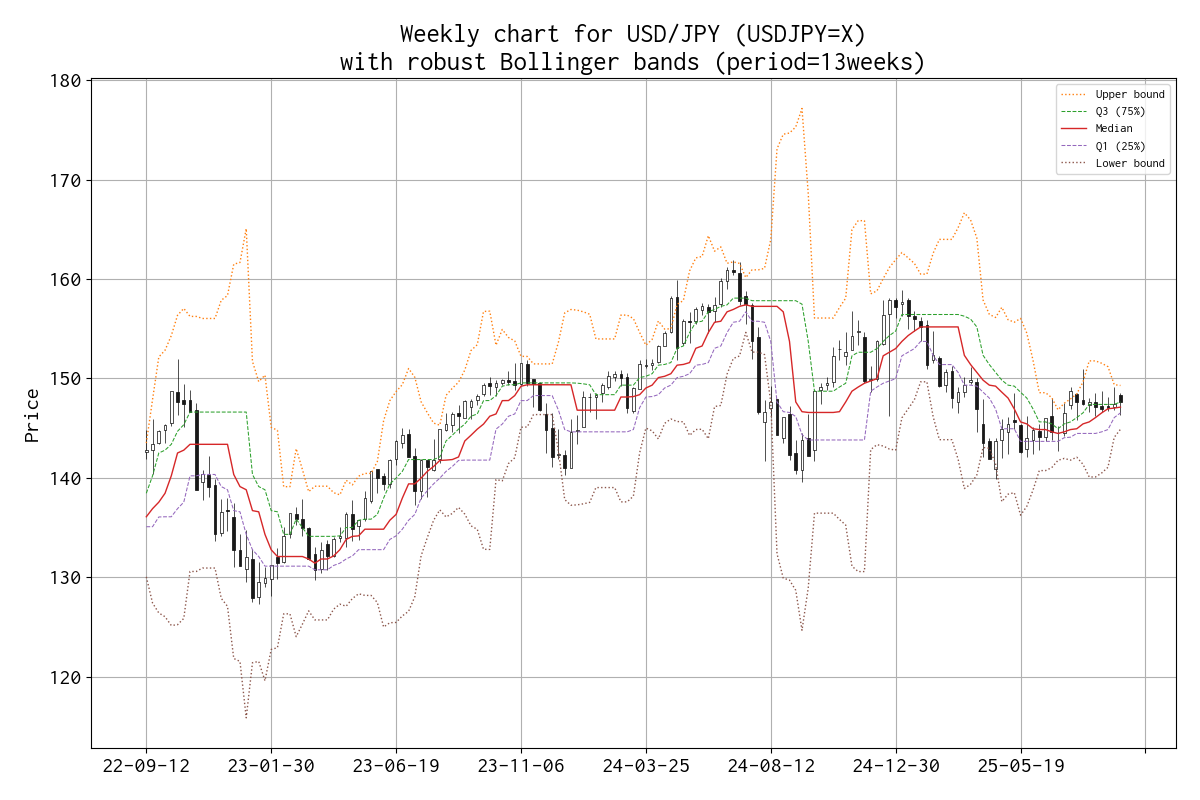 Weekly chart for USD/JPY (USDJPY=X)
with robust Bollinger bands (period=13weeks)
180
170
160
150
140
130
120
Price
Upper bound
Q3 (75%)
Median
Q1 (25%)
Lower bound
22-09-12
23-01-30
23-06-19
23-11-06
24-03-25
24-08-12
24-12-30
25-05-19